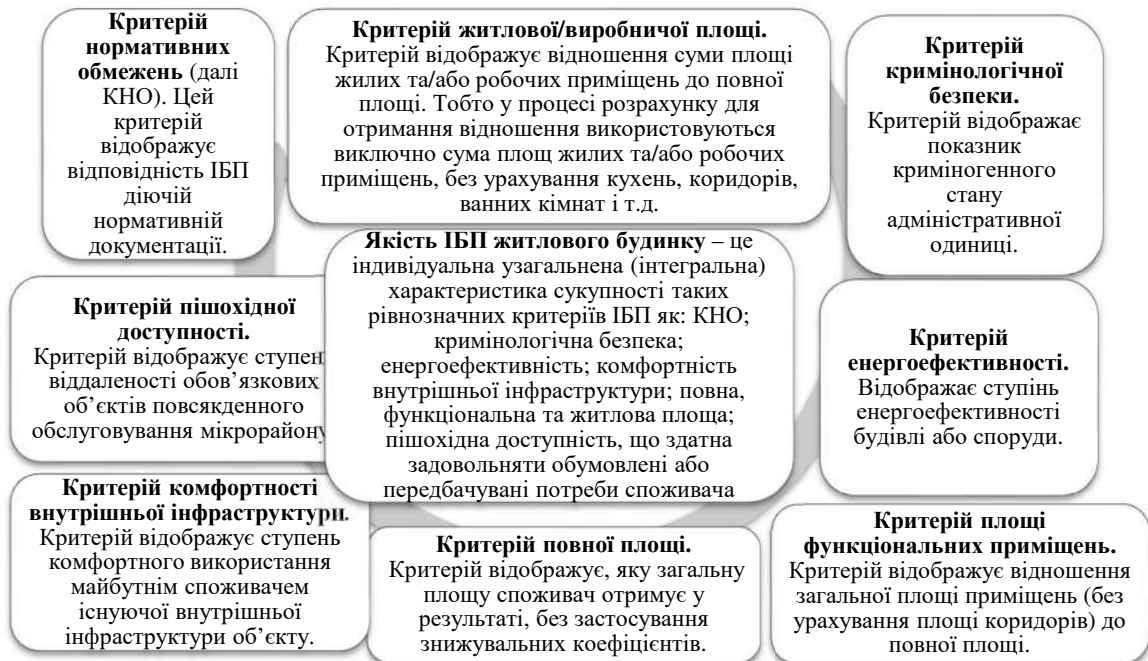 Критерій
нормативних
обмежень (далі
КНО). Цей
критерій
відображує
відповідність ІБП
діючій
нормативній
документації.
Критерій житлової/виробничої площі.
Критерій відображує відношення суми площі
жилих та/або робочих приміщень до повної
площі. Тобто у процесі розрахунку для
отримання відношення використовуються
виключно сума площ жилих та/або робочих
приміщень, без урахування кухень, коридорів,
ванних кімнат і т.д.
Критерій
кримінологічної
безпеки.
Критерій відображає
показник
криміногенного
стану
адміністративної
одиниці.
Критерій пішохідної
доступності.
Критерій відображує ступень
віддаленості обов’язкових
об’єктів повсякденного
обслуговування мікрорайону
Якість ІБП житлового будинку – це
індивідуальна узагальнена (інтегральна)
характеристика сукупності таких
рівнозначних критеріїв ІБП як: КНО;
кримінологічна безпека;
енергоефективність; комфортність
внутрішньої інфраструктури; повна,
функціональна та житлова площа;
пішохідна доступність, що здатна
задовольняти обумовлені або
передбачувані потреби споживача
Критерій
енергоефективності.
Відображає ступінь
енергоефективності
будівлі або споруди.
Критерій комфортності
внутрішньої інфраструктури.
Критерій відображує ступень
комфортного використання
майбутнім споживачем
існуючої внутрішньої
інфраструктури об’єкту.
Критерій повної площі.
Критерій відображує, яку загальну
площу споживач отримує у
результаті, без застосування
знижувальних коефіцієнтів.
Критерій площі
функціональних приміщень.
Критерій відображує відношення
загальної площі приміщень (без
урахування площі коридорів) до
повної площі.